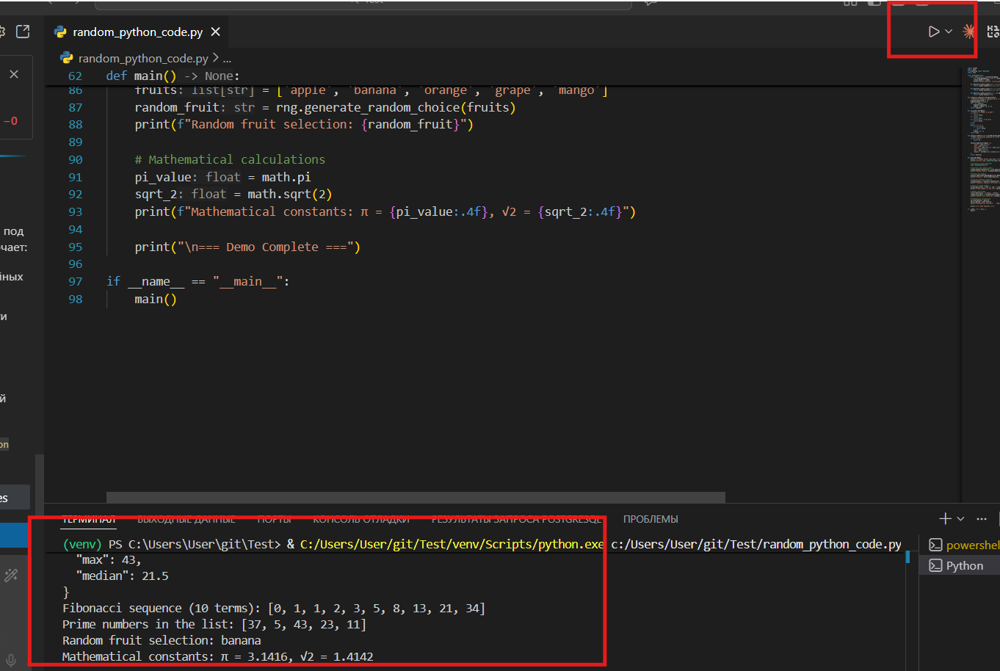 random_python_code.py
random_python_code.py > ...
62 def main() -> None:
86 fruits: list[str] = [`apple`, `banana`, `orange`, `grape`, `mango`]
87 random_fruit: str = rng.generate_random_choice(fruits)
88 print(f"Random fruit selection: {random_fruit}")
89
90 # Mathematical calculations
91 pi_value: float = math.pi
92 sqrt_2: float = math.sqrt(2)
93 print(f"Mathematical constants: π = {pi_value:.4f}, √2 = {sqrt_2:.4f}")
94
95 print("\n=== Demo Complete ===")
96
97 if __name__ == "__main__":
98 main()
-0
под
чает:
йных
и
й
on
es
ТЕРМИНАЛ ВЫХОДНЫЕ ДАННЫЕ ПОРТЫ КОНСОЛЬ ОТЛАДКИ РЕЗУЛЬТАТЫ ЗАПРОСА POSTGRESQL ПРОБЛЕМЫ
(venv) PS C:\Users\User\git\Test> & C:/Users/User/git/Test/venv/Scripts/python.exe c:/Users/User/git/Test/random_python_code.py
"max": 43,
"median": 21.5
}
Fibonacci sequence (10 terms): [0, 1, 1, 2, 3, 5, 8, 13, 21, 34]
Prime numbers in the list: [37, 5, 43, 23, 11]
Random fruit selection: banana
Mathematical constants: π = 3.1416, √2 = 1.4142
powershel
Python